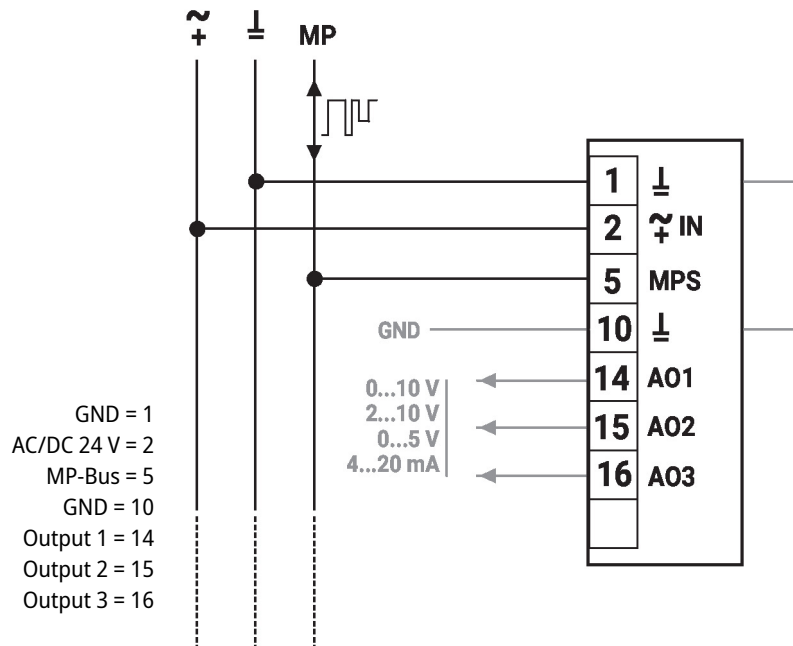 ~
+ ⊥ MP
1 ⊥
2 ~
+ IN
5 MPS
GND 10 ⊥
14 AO1
15 AO2
16 AO3
0...10 V
2...10 V
0...5 V
4...20 mA
GND = 1
AC/DC 24 V = 2
MP-Bus = 5
GND = 10
Output 1 = 14
Output 2 = 15
Output 3 = 16